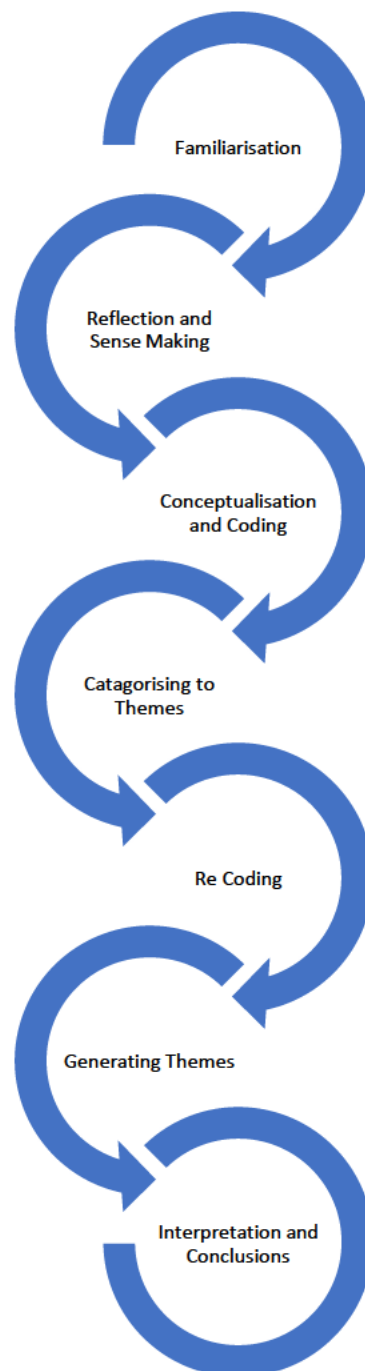 Familiarisation
Reflection and
Sense Making
Conceptualisation
and Coding
Catagorising to
Themes
Re Coding
Generating Themes
Interpretation and
Conclusions